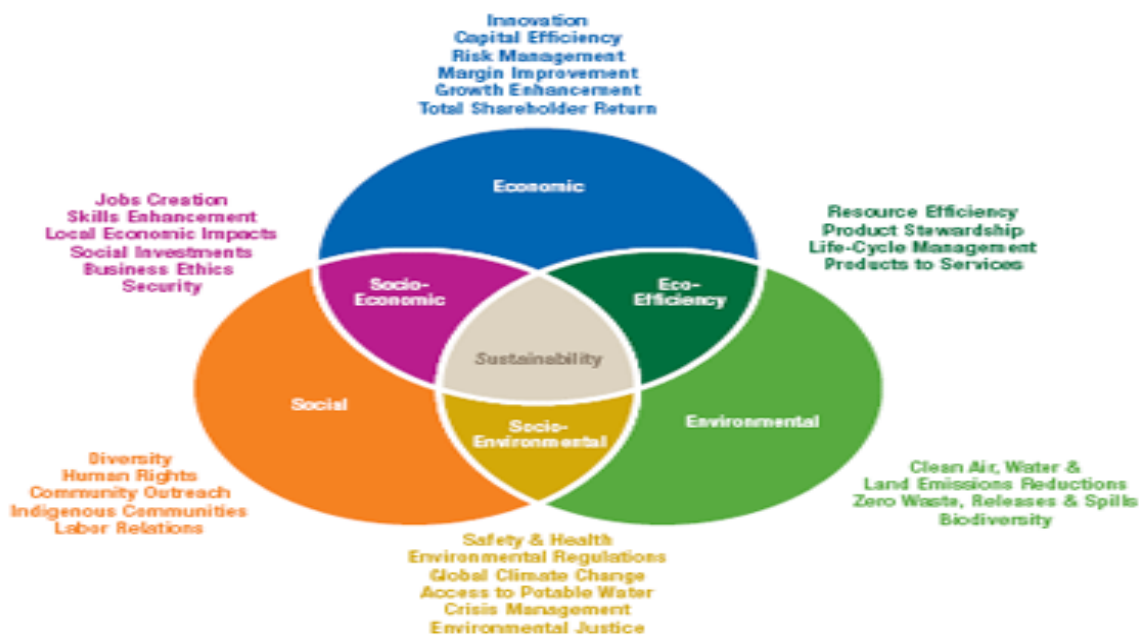 Innovation
Capital Efficiency
Risk Management
Margin Improvement
Growth Enhancement
Total Shareholder Return
Economic
Jobs Creation
Skills Enhancement
Local Economic Impacts
Social Investments
Business Ethics
Security
Resource Efficiency
Product Stewardship
Life-Cycle Management
Products to Services
Socio-
Economic
Eco-
Efficiency
Sustainability
Social
Socio-
Environmental
Environmental
Diversity
Human Rights
Community Outreach
Indigenous Communities
Labor Relations
Clean Air, Water &
Land Emissions Reductions
Zero Waste, Releases & Spills
Biodiversity
Safety & Health
Environmental Regulations
Global Climate Change
Access to Potable Water
Crisis Management
Environmental Justice